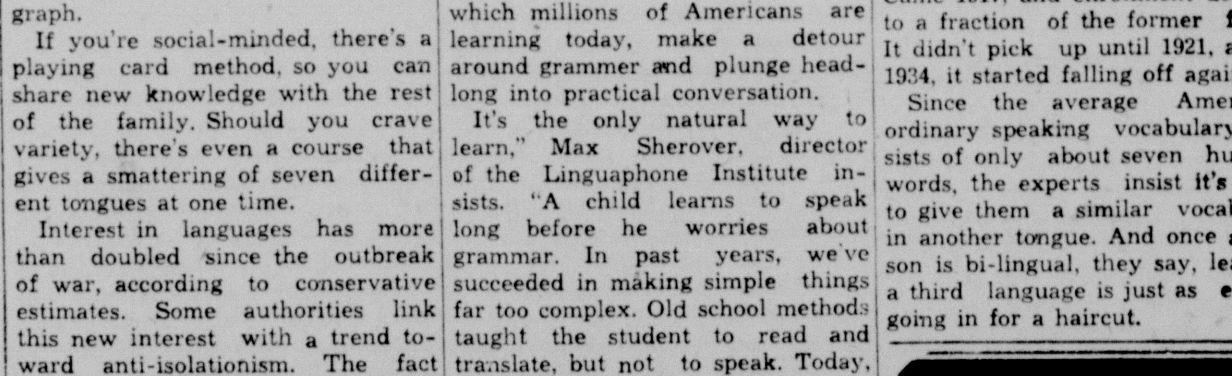 graph.
If you're social-minded, there's a
playing card method, so you can
share new knowledge with the rest
of the family. Should you crave
variety, there's even a course that
gives a smattering of seven differ-
ent tongues at one time.
Interest in languages has more
than doubled since the outbreak
of war, according to conservative
estimates. Some authorities link
this new interest with a trend to-
ward anti-isolationism. The fact
which millions of Americans are
learning today, make a detour
around grammer and plunge head-
long into practical conversation.
It's the only natural way to
learn," Max Sherover, director
of the Linguaphone Institute in-
sists. "A child learns to speak
long before he worries about
grammar. In past years, we've
succeeded in making simple things
far too complex. Old school methods
taught the student to read and
translate, but not to speak. Today,
to a fraction of the former
It didn't pick up until 1921,
1934, it started falling off agai
Since the average Amer
ordinary speaking vocabulary
sists of only about seven hu
words, the experts insist it's
to give them a similar vocab
in another tongue. And once
son is bi-lingual, they say, lea
a third language is just as e
going in for a haircut.